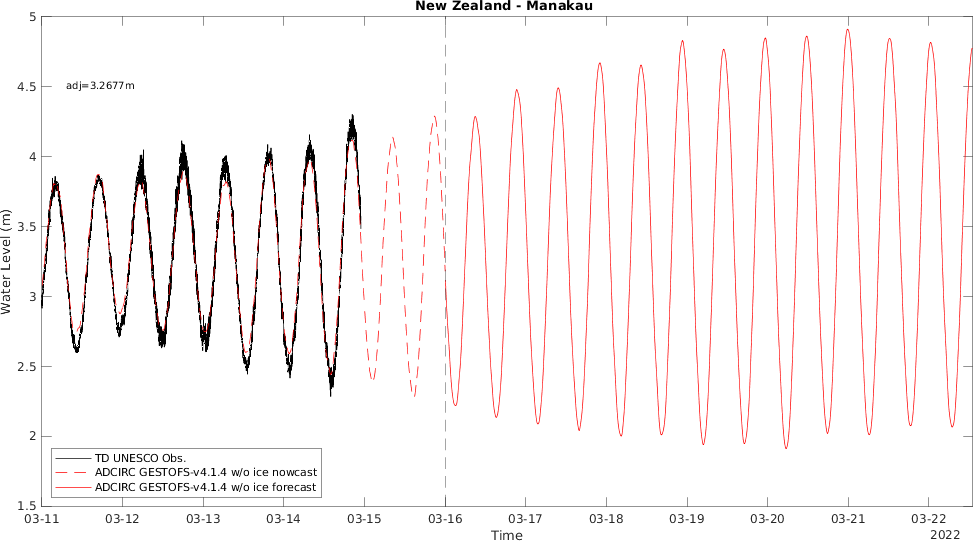 New Zealand - Manakau
5
4.5
4
3.5
3
2.5
2
1.5
Water Level (m)
adj=3.2677m
TD UNESCO Obs.
ADCIRC GESTOFS-v4.1.4 w/o ice nowcast
ADCIRC GESTOFS-v4.1.4 w/o ice forecast
03-11 03-12 03-13 03-14 03-15 03-16 03-17 03-18 03-19 03-20 03-21 03-22
Time
2022